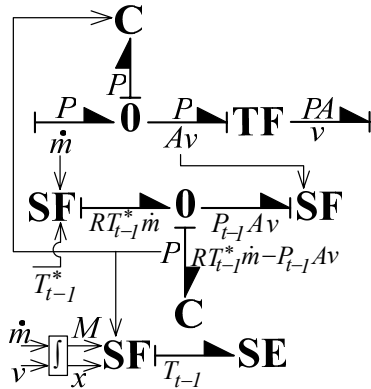 C
P
P 0 P TF PA
ṁ Av v
SF 0 SF
RT*ₜ₋₁ṁ Pₜ₋₁Av
P RT*ₜ₋₁ṁ−Pₜ₋₁Av
T*ₜ₋₁
C
ṁ M
∫ SF SE
v x Tₜ₋₁